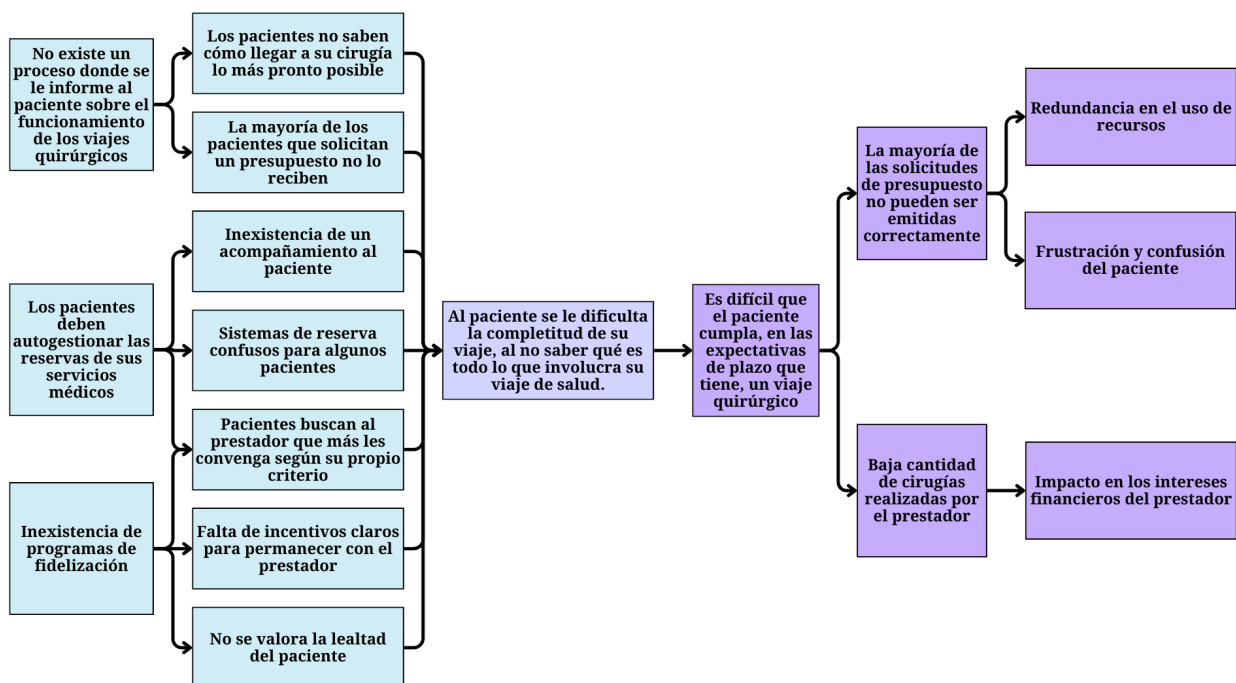 No existe un
proceso donde se
le informe al
paciente sobre el
funcionamiento
de los viajes
quirúrgicos
Los pacientes deben
autogestionar las
reservas de sus
servicios
médicos
Inexistencia de
programas de
fidelización
Los pacientes no saben
cómo llegar a su cirugía
lo más pronto posible
La mayoría de los
pacientes que solicitan
un presupuesto no lo
reciben
Inexistencia de un
acompañamiento al
paciente
Sistemas de reserva
confusos para algunos
pacientes
Pacientes buscan al
prestador que más les
convenga según su propio
criterio
Falta de incentivos claros
para permanecer con el
prestador
No se valora la lealtad
del paciente
Al paciente se le dificulta
la completitud de su
viaje, al no saber qué es
todo lo que involucra su
viaje de salud.
Es difícil que
el paciente
cumpla, en las
expectativas
de plazo que
tiene, un viaje
quirúrgico
La mayoría de
las solicitudes
de presupuesto
no pueden ser
emitidas
correctamente
Baja cantidad
de cirugías
realizadas por
el prestador
Redundancia en el uso de
recursos
Frustración y confusión
del paciente
Impacto en los intereses
financieros del prestador